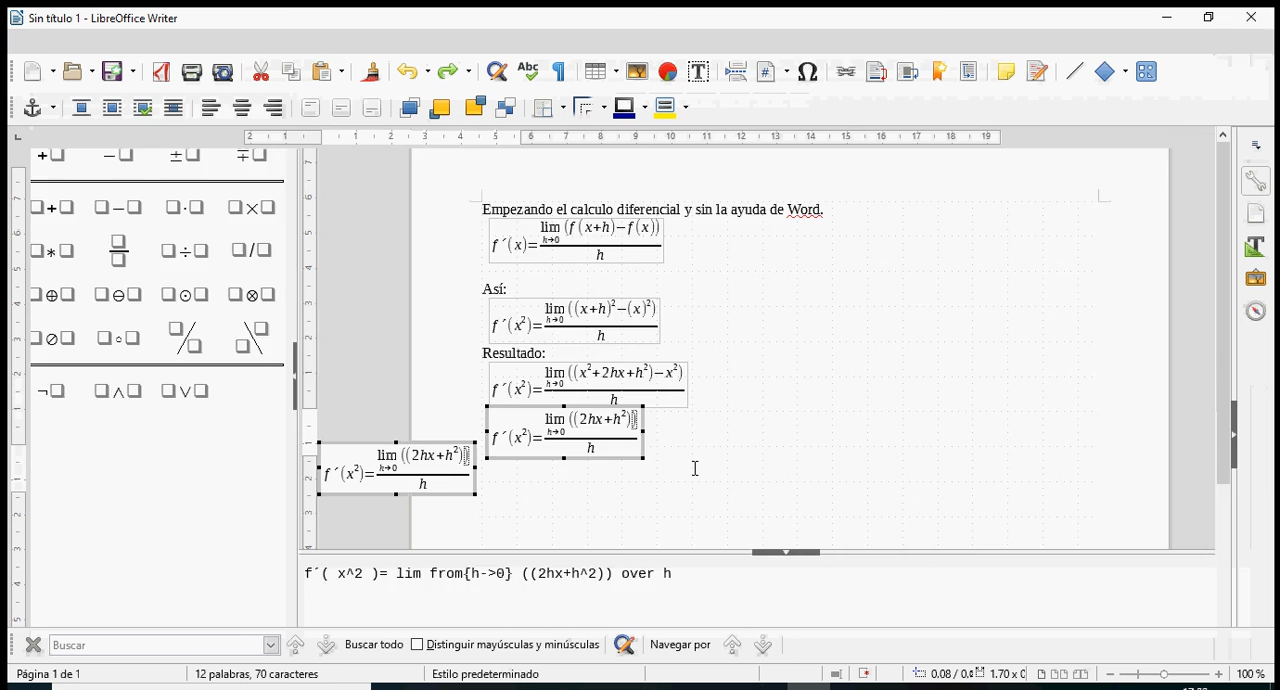 Sin título 1 - LibreOffice Writer
Empezando el calculo diferencial y sin la ayuda de Word.
f´(x)=lim h→0 (f(x+h)−f(x)) / h
Así:
f´(x²)=lim h→0 ((x+h)²−(x)²) / h
Resultado:
f´(x²)=lim h→0 ((x²+2hx+h²)−x²) / h
f´(x²)=lim h→0 ((2hx+h²)) / h
f´(x²)=lim h→0 ((2hx+h²)) / h
f´( x^2 )= lim from{h->0} ((2hx+h^2)) over h
Buscar Buscar todo Distinguir mayúsculas y minúsculas Navegar por
Página 1 de 1 12 palabras, 70 caracteres Estilo predeterminado 100 %